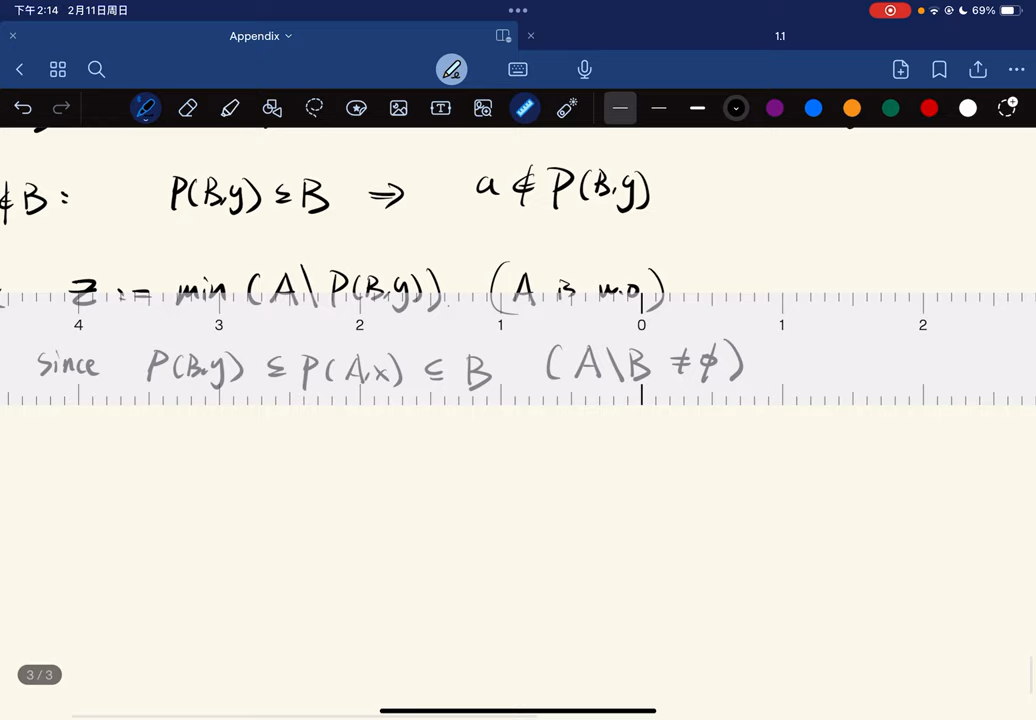 下午2:14 2月11日周日
69%
Appendix
1.1
∉ B : P(B,y) ⊆ B ⇒ a ∉ P(B,y)
z := min (A\P(B,y)). (A is w.o)
4 3 2 1 0 1 2
since P(B,y) ⊆ P(A,x) ⊆ B (A\B ≠ ϕ)
3 / 3